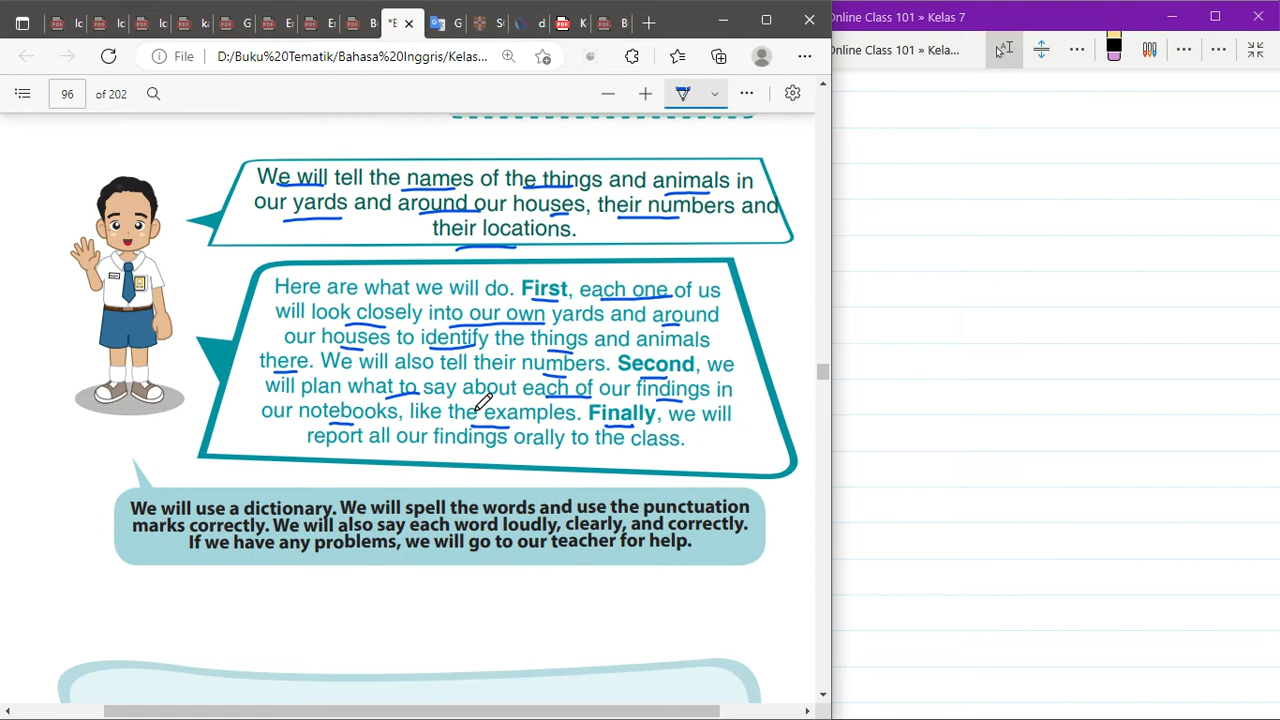 Ic
Ic
Ic
k
G
E
E
B
*E
G
S
d
K
B
Online Class 101 » Kelas 7
File
D:/Buku%20Tematik/Bahasa%20Inggris/Kelas...
Online Class 101 » Kela...
96 of 202
We will tell the names of the things and animals in
our yards and around our houses, their numbers and
their locations.
Here are what we will do. First, each one of us
will look closely into our own yards and around
our houses to identify the things and animals
there. We will also tell their numbers. Second, we
will plan what to say about each of our findings in
our notebooks, like the examples. Finally, we will
report all our findings orally to the class.
We will use a dictionary. We will spell the words and use the punctuation
marks correctly. We will also say each word loudly, clearly, and correctly.
If we have any problems, we will go to our teacher for help.